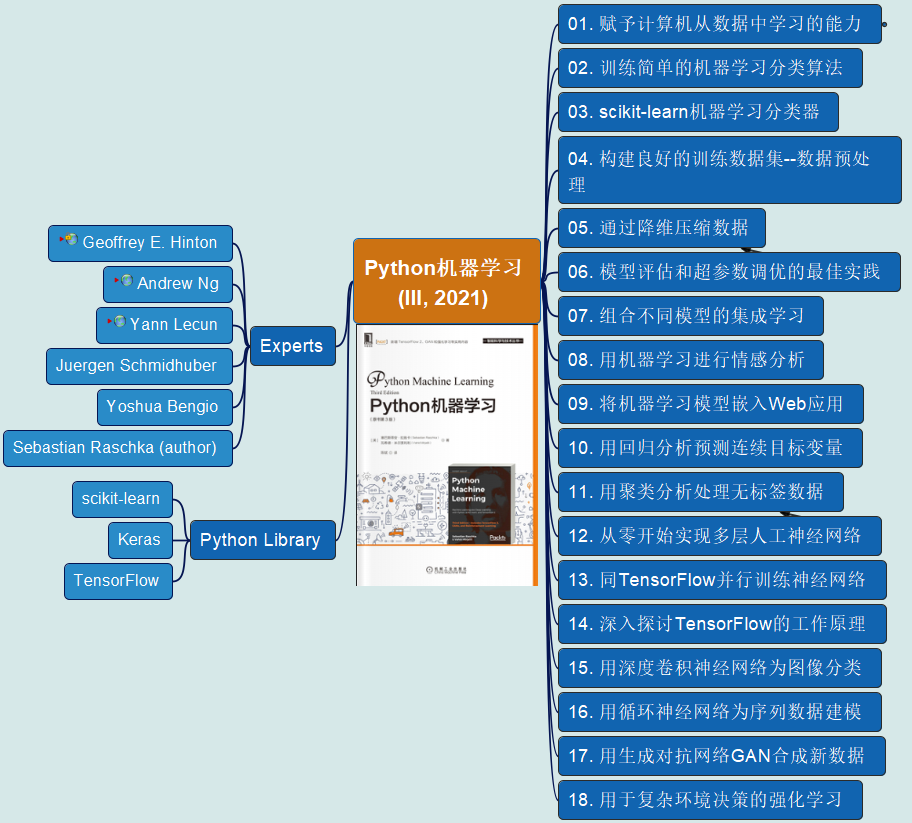 Python机器学习
(III, 2021)
Python Machine Learning
Third Edition
Python机器学习
Python
Machine
Learning
Packt
机械工业出版社
Experts
Geoffrey E. Hinton
Andrew Ng
Yann Lecun
Juergen Schmidhuber
Yoshua Bengio
Sebastian Raschka (author)
Python Library
scikit-learn
Keras
TensorFlow
01. 赋予计算机从数据中学习的能力
02. 训练简单的机器学习分类算法
03. scikit-learn机器学习分类器
04. 构建良好的训练数据集--数据预处
理
05. 通过降维压缩数据
06. 模型评估和超参数调优的最佳实践
07. 组合不同模型的集成学习
08. 用机器学习进行情感分析
09. 将机器学习模型嵌入Web应用
10. 用回归分析预测连续目标变量
11. 用聚类分析处理无标签数据
12. 从零开始实现多层人工神经网络
13. 同TensorFlow并行训练神经网络
14. 深入探讨TensorFlow的工作原理
15. 用深度卷积神经网络为图像分类
16. 用循环神经网络为序列数据建模
17. 用生成对抗网络GAN合成新数据
18. 用于复杂环境决策的强化学习